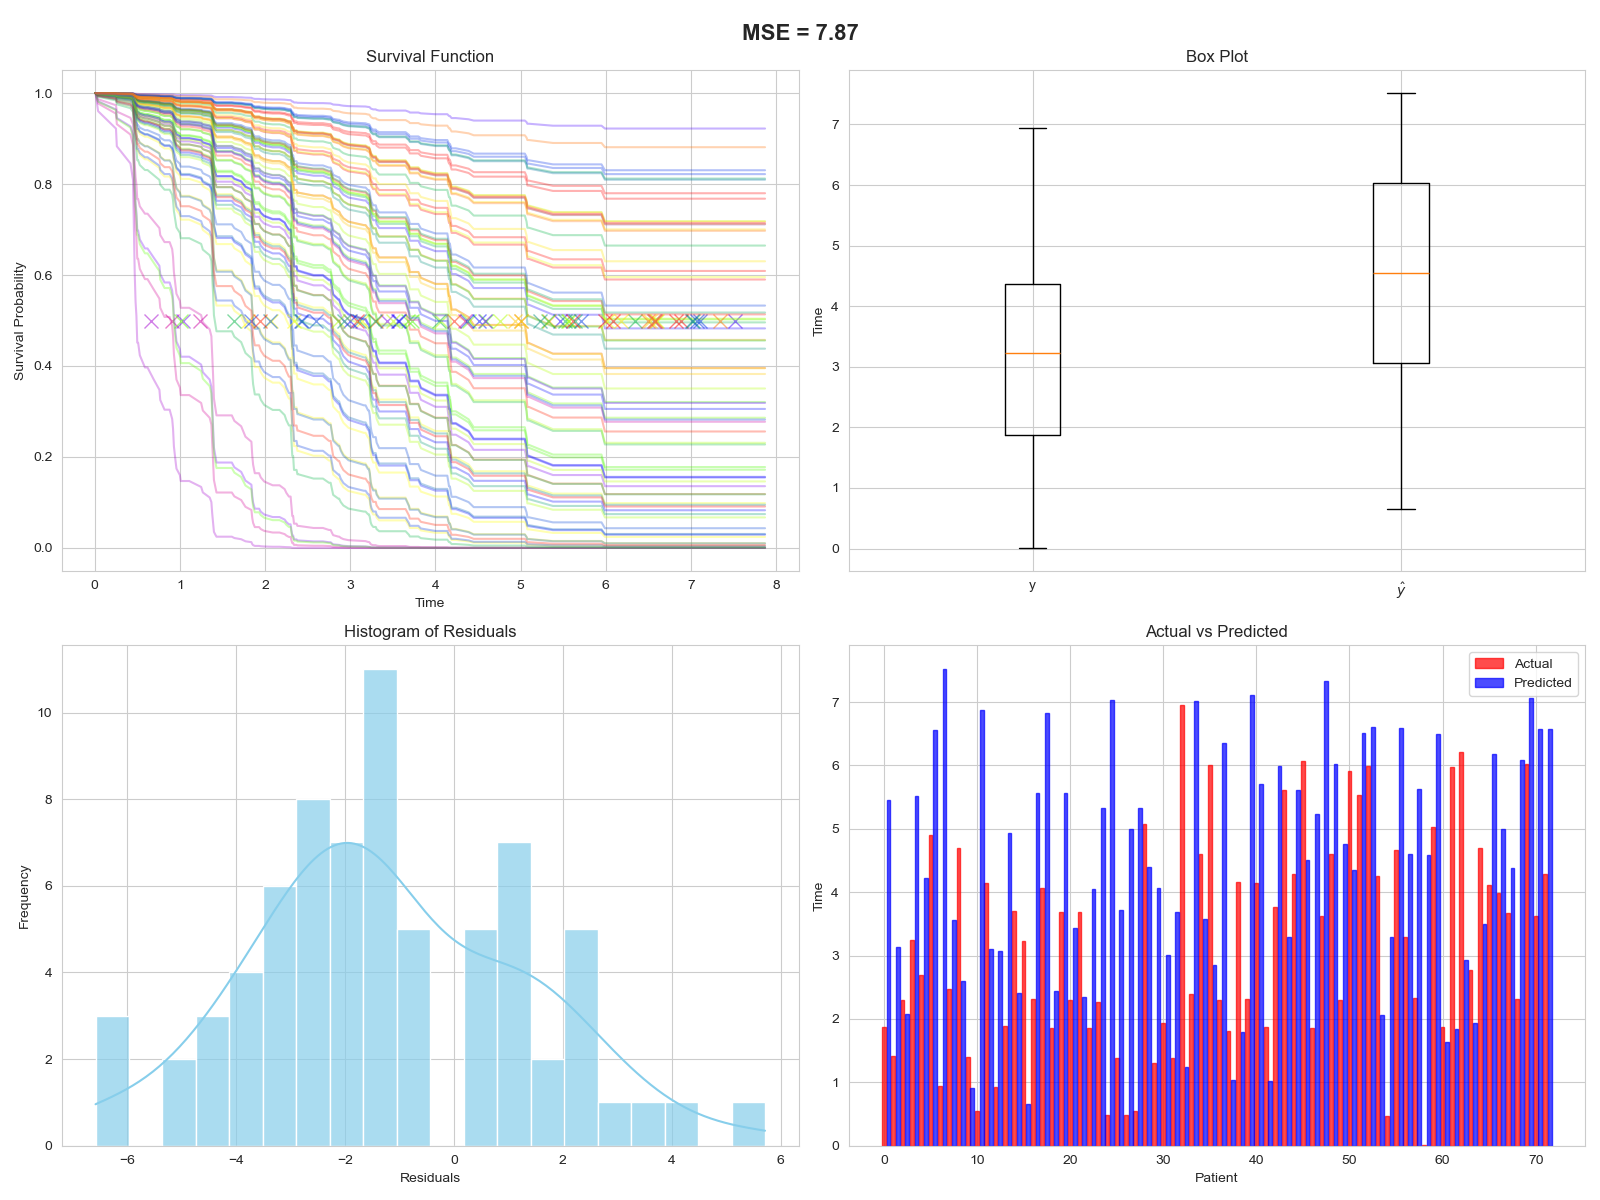 MSE = 7.87
Survival Function
Survival Probability
1.0
0.8
0.6
0.4
0.2
0.0
0 1 2 3 4 5 6 7 8
Time
Box Plot
Time
7
6
5
4
3
2
1
0
y ŷ
Histogram of Residuals
Frequency
10
8
6
4
2
0
−6 −4 −2 0 2 4 6
Residuals
Actual vs Predicted
Actual
Predicted
Time
7
6
5
4
3
2
1
0
0 10 20 30 40 50 60 70
Patient